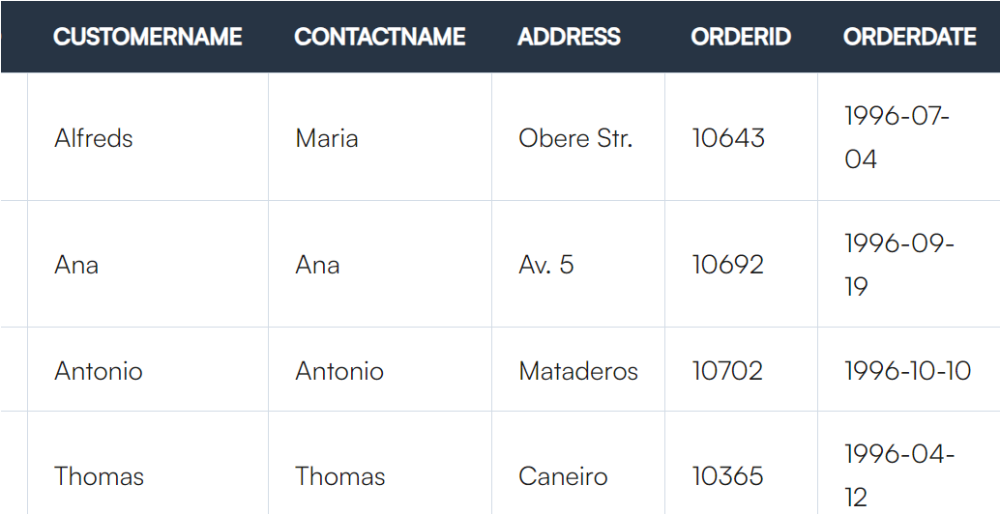 CUSTOMERNAME CONTACTNAME ADDRESS ORDERID ORDERDATE
Alfreds Maria Obere Str. 10643 1996-07-
04
Ana Ana Av. 5 10692 1996-09-
19
Antonio Antonio Mataderos 10702 1996-10-10
Thomas Thomas Caneiro 10365 1996-04-
12